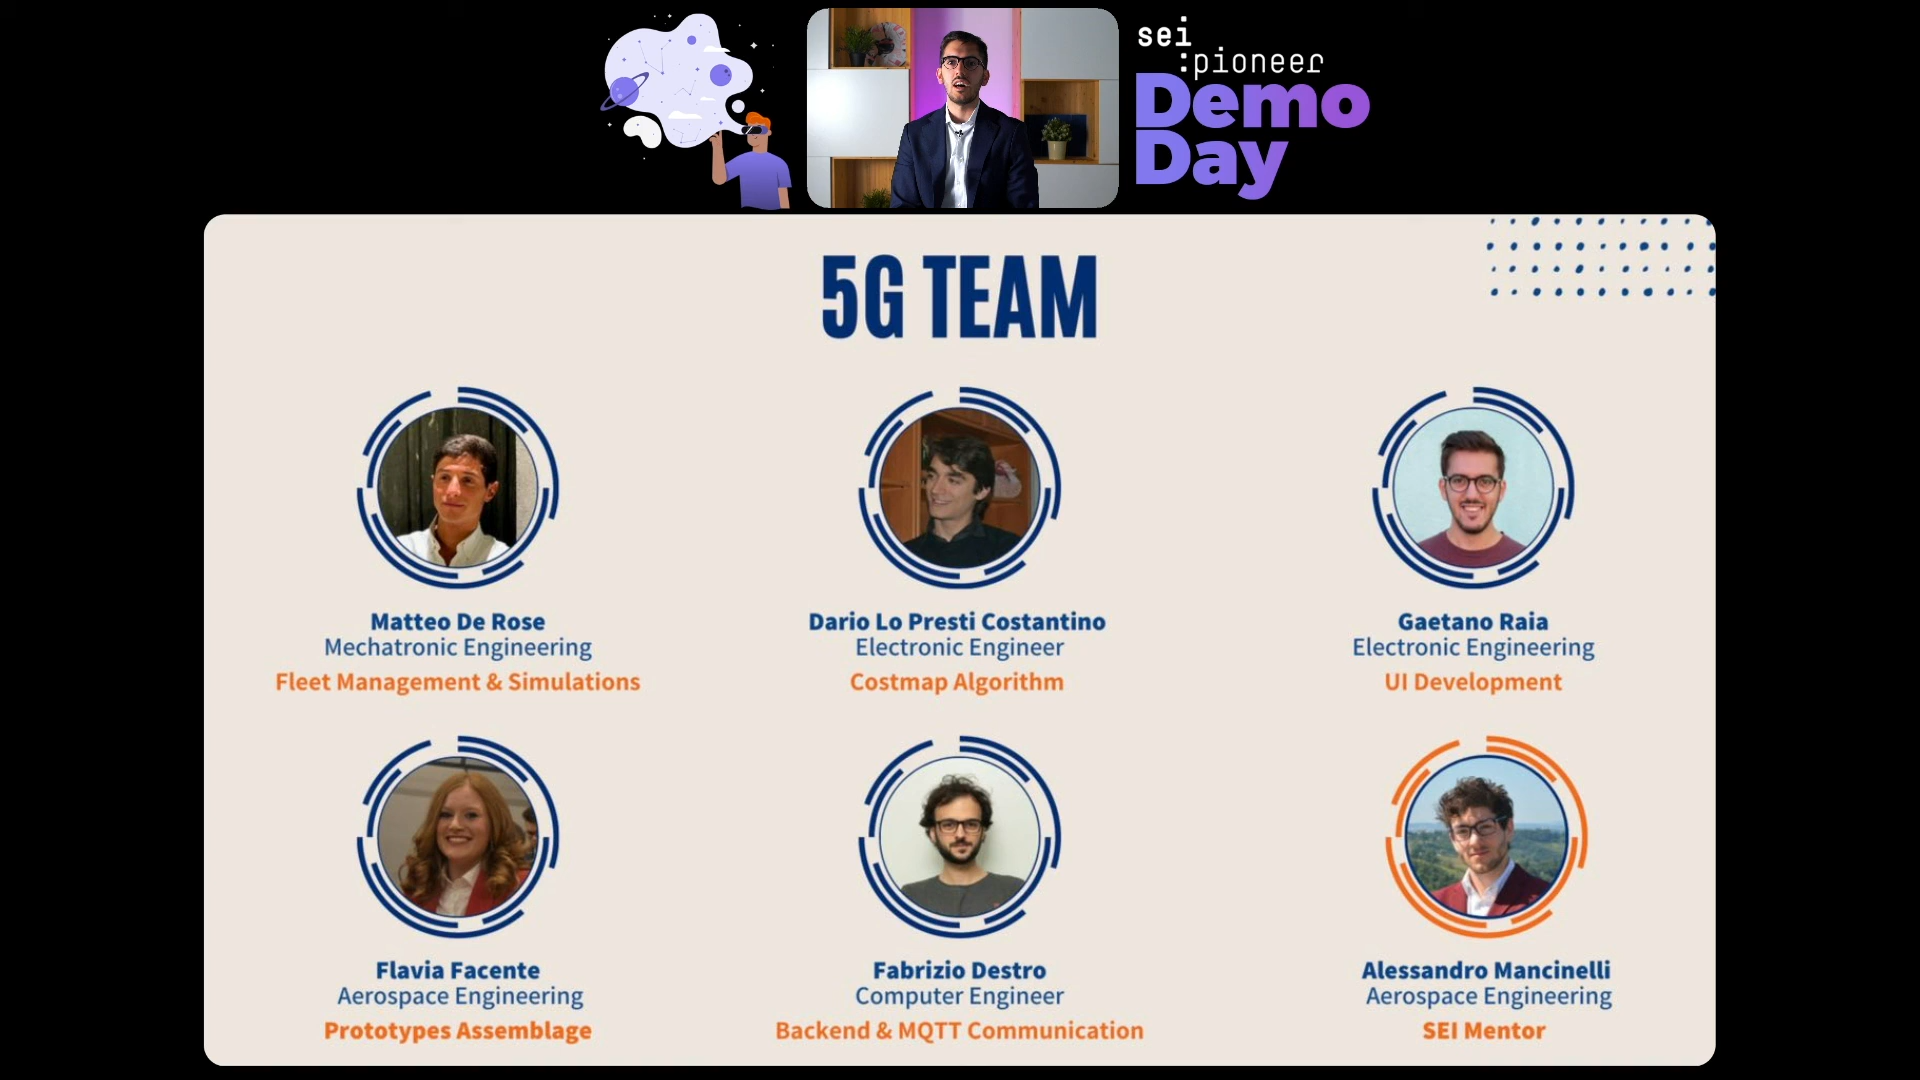 sei
:pioneer
Demo
Day
5G TEAM
Matteo De Rose
Mechatronic Engineering
Fleet Management & Simulations
Dario Lo Presti Costantino
Electronic Engineer
Costmap Algorithm
Gaetano Raia
Electronic Engineering
UI Development
Flavia Facente
Aerospace Engineering
Prototypes Assemblage
Fabrizio Destro
Computer Engineer
Backend & MQTT Communication
Alessandro Mancinelli
Aerospace Engineering
SEI Mentor